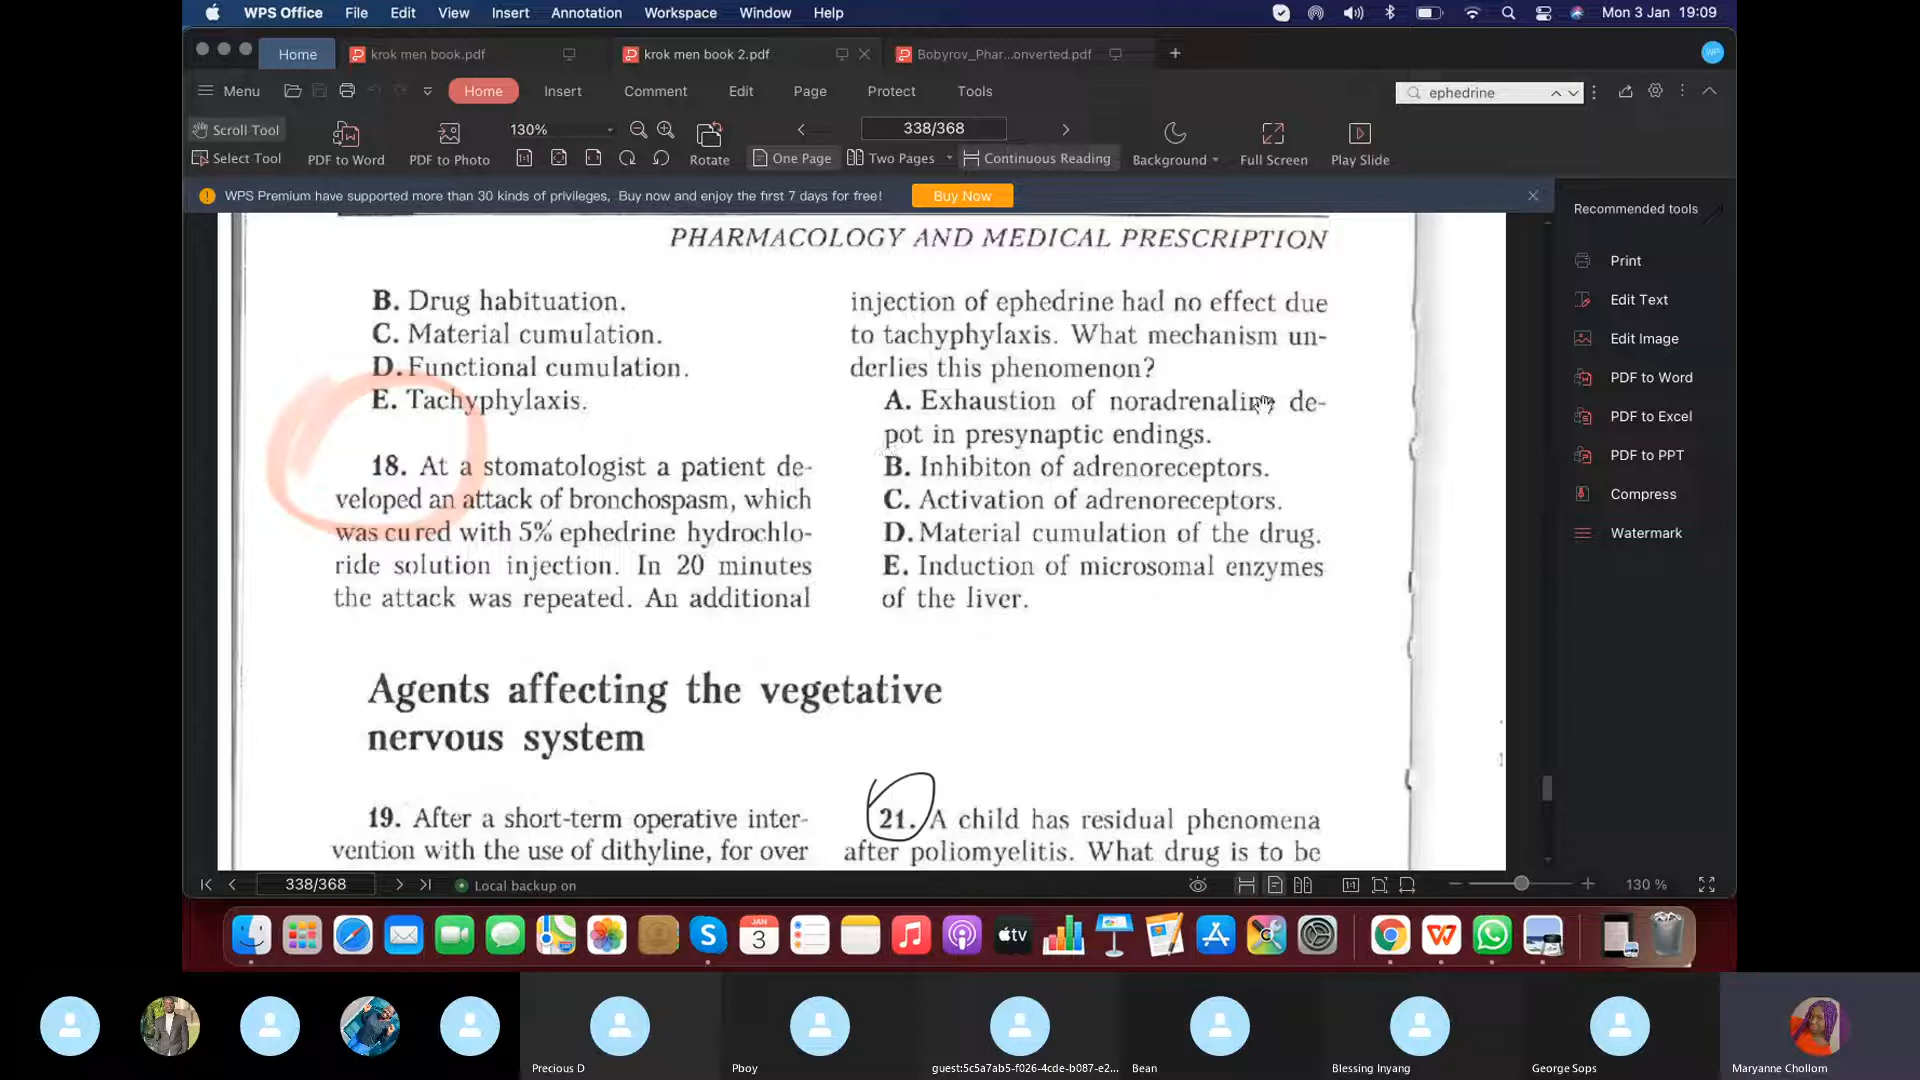 WPS Office File Edit View Insert Annotation Workspace Window Help Mon 3 Jan 19:09
Home krok men book.pdf krok men book 2.pdf Bobyrov_Phar...onverted.pdf +
Menu Home Insert Comment Edit Page Protect Tools ephedrine
Scroll Tool 130% 338/368
Select Tool PDF to Word PDF to Photo Rotate One Page Two Pages Continuous Reading Background Full Screen Play Slide
WPS Premium have supported more than 30 kinds of privileges, Buy now and enjoy the first 7 days for free! Buy Now
Recommended tools
Print
Edit Text
Edit Image
PDF to Word
PDF to Excel
PDF to PPT
Compress
Watermark
PHARMACOLOGY AND MEDICAL PRESCRIPTION
B. Drug habituation.
C. Material cumulation.
D. Functional cumulation.
E. Tachyphylaxis.
18. At a stomatologist a patient de-
veloped an attack of bronchospasm, which
was cured with 5% ephedrine hydrochlo-
ride solution injection. In 20 minutes
the attack was repeated. An additional
injection of ephedrine had no effect due
to tachyphylaxis. What mechanism un-
derlies this phenomenon?
A. Exhaustion of noradrenaline de-
pot in presynaptic endings.
B. Inhibiton of adrenoreceptors.
C. Activation of adrenoreceptors.
D. Material cumulation of the drug.
E. Induction of microsomal enzymes
of the liver.
Agents affecting the vegetative
nervous system
19. After a short-term operative inter-
vention with the use of dithyline, for over
21. A child has residual phenomena
after poliomyelitis. What drug is to be
338/368 Local backup on 130 %
JAN
3
tv
Precious D Pboy guest:5c5a7ab5-f026-4cde-b087-e2... Bean Blessing Inyang George Sops Maryanne Chollom